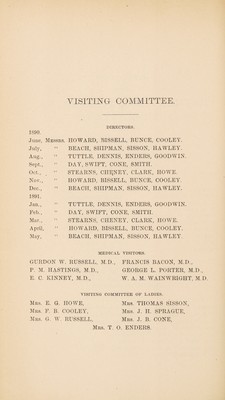 VISITING COMMITTEE.
DIRECTORS.
1890.
June, Messrs. HOWARD, BISSELL, BUNCE, COOLEY.
July, " BEACH, SHIPMAN, SISSON, HAWLEY.
Aug., " TUTTLE, DENNIS, ENDERS, GOODWIN.
Sept., " DAY, SWIFT, CONE, SMITH.
Oct., " STEARNS, CHENEY, CLARK, HOWE.
Nov., " HOWARD, BISSELL, BUNCE, COOLEY.
Dec., " BEACH, SHIPMAN, SISSON, HAWLEY.
1891.
Jan., " TUTTLE, DENNIS, ENDERS, GOODWIN.
Feb., " DAY, SWIFT, CONE, SMITH.
Mar., " STEARNS, CHENEY, CLARK, HOWE.
April, " HOWARD, BISSELL, BUNCE, COOLEY.
May, " BEACH, SHIPMAN, SISSON, HAWLEY.
MEDICAL VISITORS.
GURDON W. RUSSELL, M.D., FRANCIS BACON, M.D.,
P. M. HASTINGS, M.D., GEORGE L. PORTER, M.D.,
E. C. KINNEY, M.D., W. A. M. WAINWRIGHT, M.D.
VISITING COMMITTEE OF LADIES.
Mrs. E. G. HOWE, Mrs. THOMAS SISSON,
Mrs. F. B. COOLEY, Mrs. J. H. SPRAGUE,
Mrs. G. W. RUSSELL, Mrs. J. B. CONE,
Mrs. T. O. ENDERS.